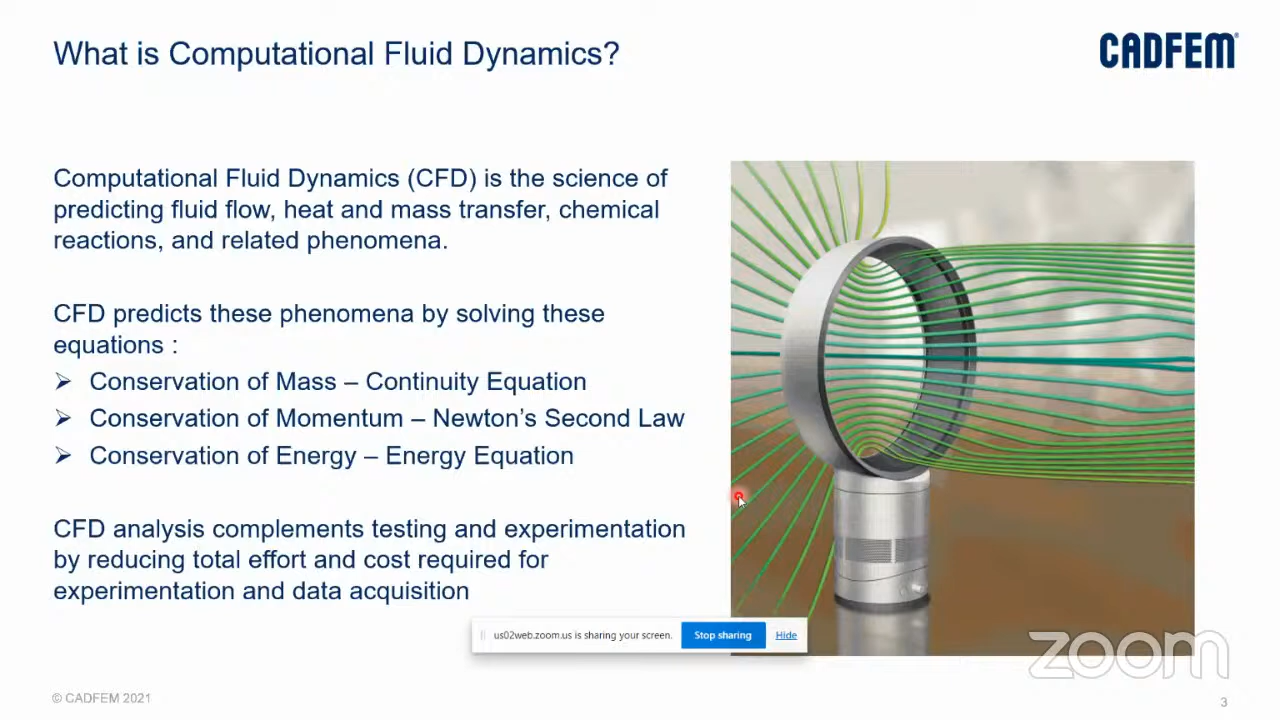 What is Computational Fluid Dynamics?
CADFEM®
Computational Fluid Dynamics (CFD) is the science of
predicting fluid flow, heat and mass transfer, chemical
reactions, and related phenomena.
CFD predicts these phenomena by solving these
equations :
➢ Conservation of Mass – Continuity Equation
➢ Conservation of Momentum – Newton's Second Law
➢ Conservation of Energy – Energy Equation
CFD analysis complements testing and experimentation
by reducing total effort and cost required for
experimentation and data acquisition
us02web.zoom.us is sharing your screen. Stop sharing Hide
zoom
© CADFEM 2021
3